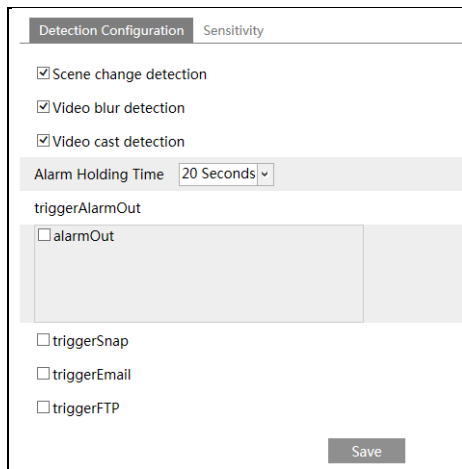 Detection Configuration Sensitivity
Scene change detection
Video blur detection
Video cast detection
Alarm Holding Time 20 Seconds
triggerAlarmOut
alarmOut
triggerSnap
triggerEmail
triggerFTP
Save